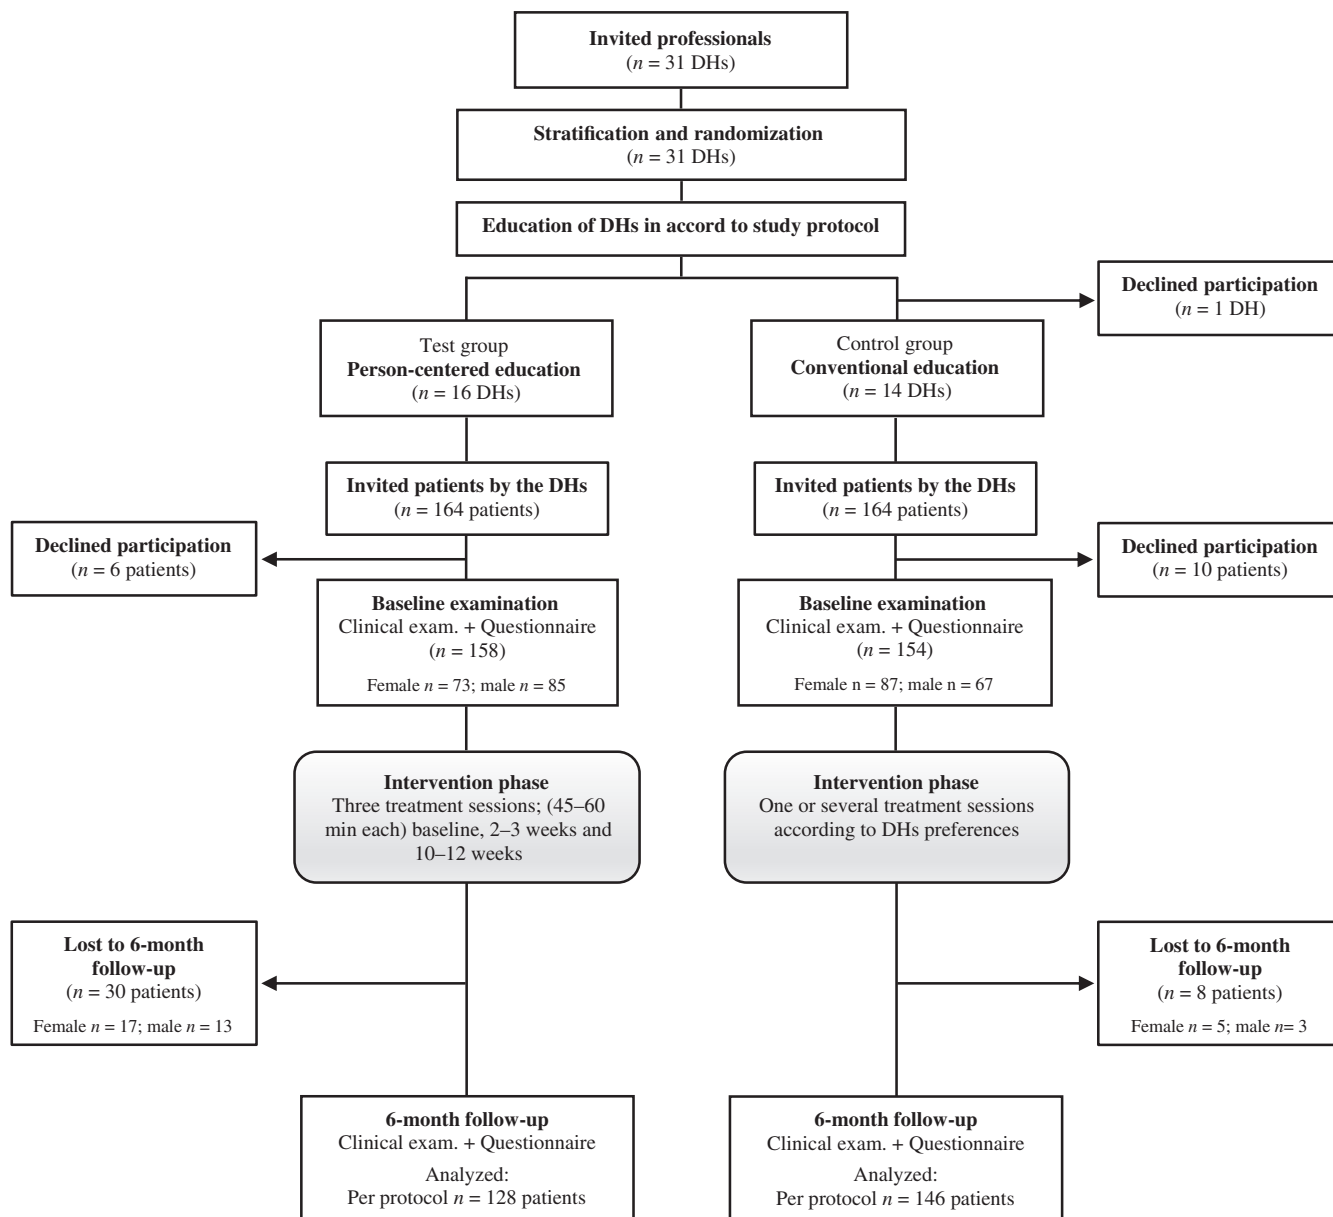 Invited professionals
(n = 31 DHs)
Stratification and randomization
(n = 31 DHs)
Education of DHs in accord to study protocol
Declined participation
(n = 1 DH)
Test group
Person-centered education
(n = 16 DHs)
Control group
Conventional education
(n = 14 DHs)
Invited patients by the DHs
(n = 164 patients)
Invited patients by the DHs
(n = 164 patients)
Declined participation
(n = 6 patients)
Declined participation
(n = 10 patients)
Baseline examination
Clinical exam. + Questionnaire
(n = 158)
Female n = 73; male n = 85
Baseline examination
Clinical exam. + Questionnaire
(n = 154)
Female n = 87; male n = 67
Intervention phase
Three treatment sessions; (45–60
min each) baseline, 2–3 weeks and
10–12 weeks
Intervention phase
One or several treatment sessions
according to DHs preferences
Lost to 6-month
follow-up
(n = 30 patients)
Female n = 17; male n = 13
Lost to 6-month
follow-up
(n = 8 patients)
Female n = 5; male n= 3
6-month follow-up
Clinical exam. + Questionnaire
Analyzed:
Per protocol n = 128 patients
6-month follow-up
Clinical exam. + Questionnaire
Analyzed:
Per protocol n = 146 patients